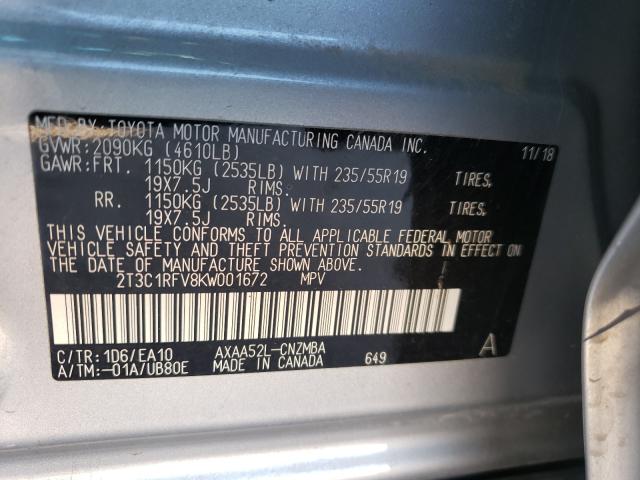 MFD BY: TOYOTA MOTOR MANUFACTURING CANADA INC.
GVWR: 2090KG (4610LB) 11/18
GAWR: FRT. 1150KG (2535LB) WITH 235/55R19 TIRES,
19X7.5J RIMS.
RR. 1150KG (2535LB) WITH 235/55R19 TIRES,
19X7.5J RIMS.
THIS VEHICLE CONFORMS TO ALL APPLICABLE FEDERAL MOTOR
VEHICLE SAFETY AND THEFT PREVENTION STANDARDS IN EFFECT ON
THE DATE OF MANUFACTURE SHOWN ABOVE.
2T3C1RFV8KW001672 MPV
C/TR: 1D6/EA10 AXAA52L-CNZMBA A
A/TM: -01A/UB80E MADE IN CANADA 649